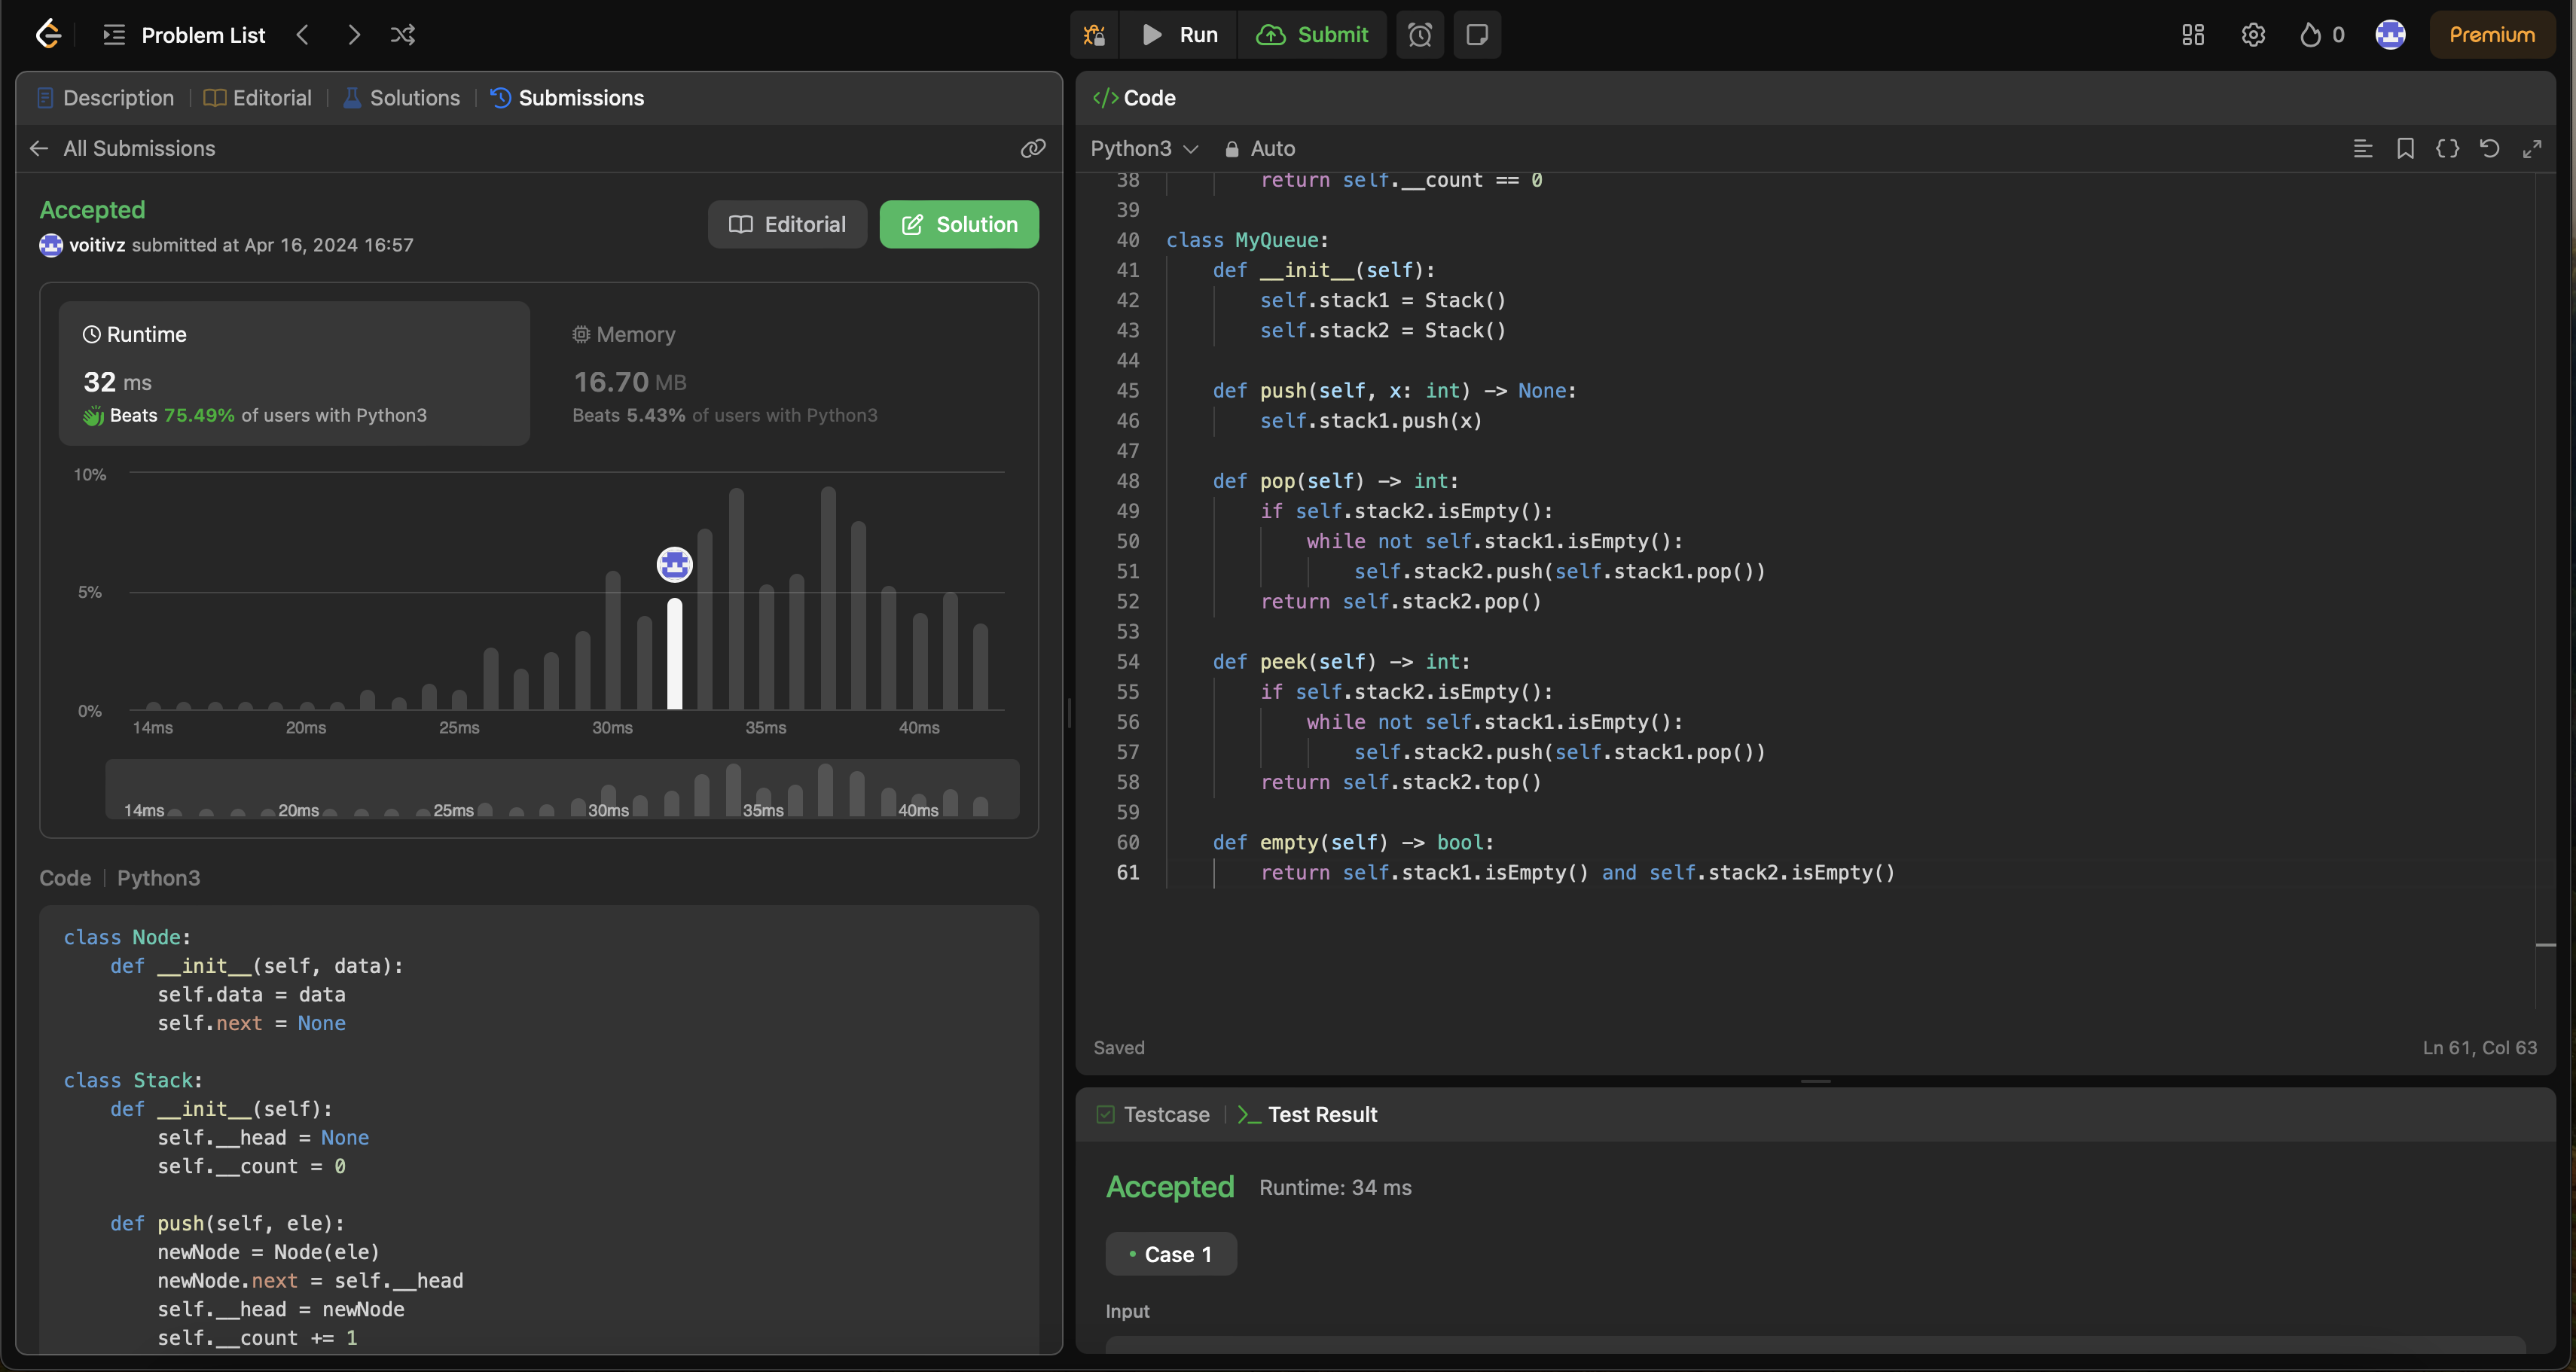 Problem List
Run
Submit
0
Premium
Description
Editorial
Solutions
Submissions
All Submissions
Accepted
voitivz submitted at Apr 16, 2024 16:57
Editorial
Solution
Runtime
32 ms
Beats 75.49% of users with Python3
Memory
16.70 MB
Beats 5.43% of users with Python3
10%
5%
0%
14ms 20ms 25ms 30ms 35ms 40ms
14ms 20ms 25ms 30ms 35ms 40ms
Code | Python3
class Node:
    def __init__(self, data):
        self.data = data
        self.next = None
class Stack:
    def __init__(self):
        self.__head = None
        self.__count = 0
    def push(self, ele):
        newNode = Node(ele)
        newNode.next = self.__head
        self.__head = newNode
        self.__count += 1
</> Code
Python3
Auto
38         return self.__count == 0
39
40 class MyQueue:
41     def __init__(self):
42         self.stack1 = Stack()
43         self.stack2 = Stack()
44
45     def push(self, x: int) -> None:
46         self.stack1.push(x)
47
48     def pop(self) -> int:
49         if self.stack2.isEmpty():
50             while not self.stack1.isEmpty():
51                 self.stack2.push(self.stack1.pop())
52         return self.stack2.pop()
53
54     def peek(self) -> int:
55         if self.stack2.isEmpty():
56             while not self.stack1.isEmpty():
57                 self.stack2.push(self.stack1.pop())
58         return self.stack2.top()
59
60     def empty(self) -> bool:
61         return self.stack1.isEmpty() and self.stack2.isEmpty()
Saved
Ln 61, Col 63
Testcase
Test Result
Accepted
Runtime: 34 ms
• Case 1
Input